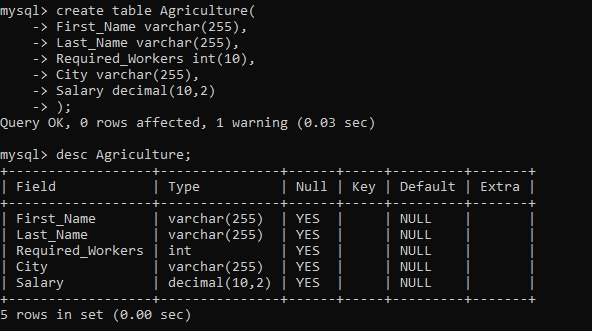 mysql> create table Agriculture(
    -> First_Name varchar(255),
    -> Last_Name varchar(255),
    -> Required_Workers int(10),
    -> City varchar(255),
    -> Salary decimal(10,2)
    -> );
Query OK, 0 rows affected, 1 warning (0.03 sec)

mysql> desc Agriculture;
+------------------+---------------+------+-----+---------+-------+
| Field            | Type          | Null | Key | Default | Extra |
+------------------+---------------+------+-----+---------+-------+
| First_Name       | varchar(255)  | YES  |     | NULL    |       |
| Last_Name        | varchar(255)  | YES  |     | NULL    |       |
| Required_Workers | int           | YES  |     | NULL    |       |
| City             | varchar(255)  | YES  |     | NULL    |       |
| Salary           | decimal(10,2) | YES  |     | NULL    |       |
+------------------+---------------+------+-----+---------+-------+
5 rows in set (0.00 sec)